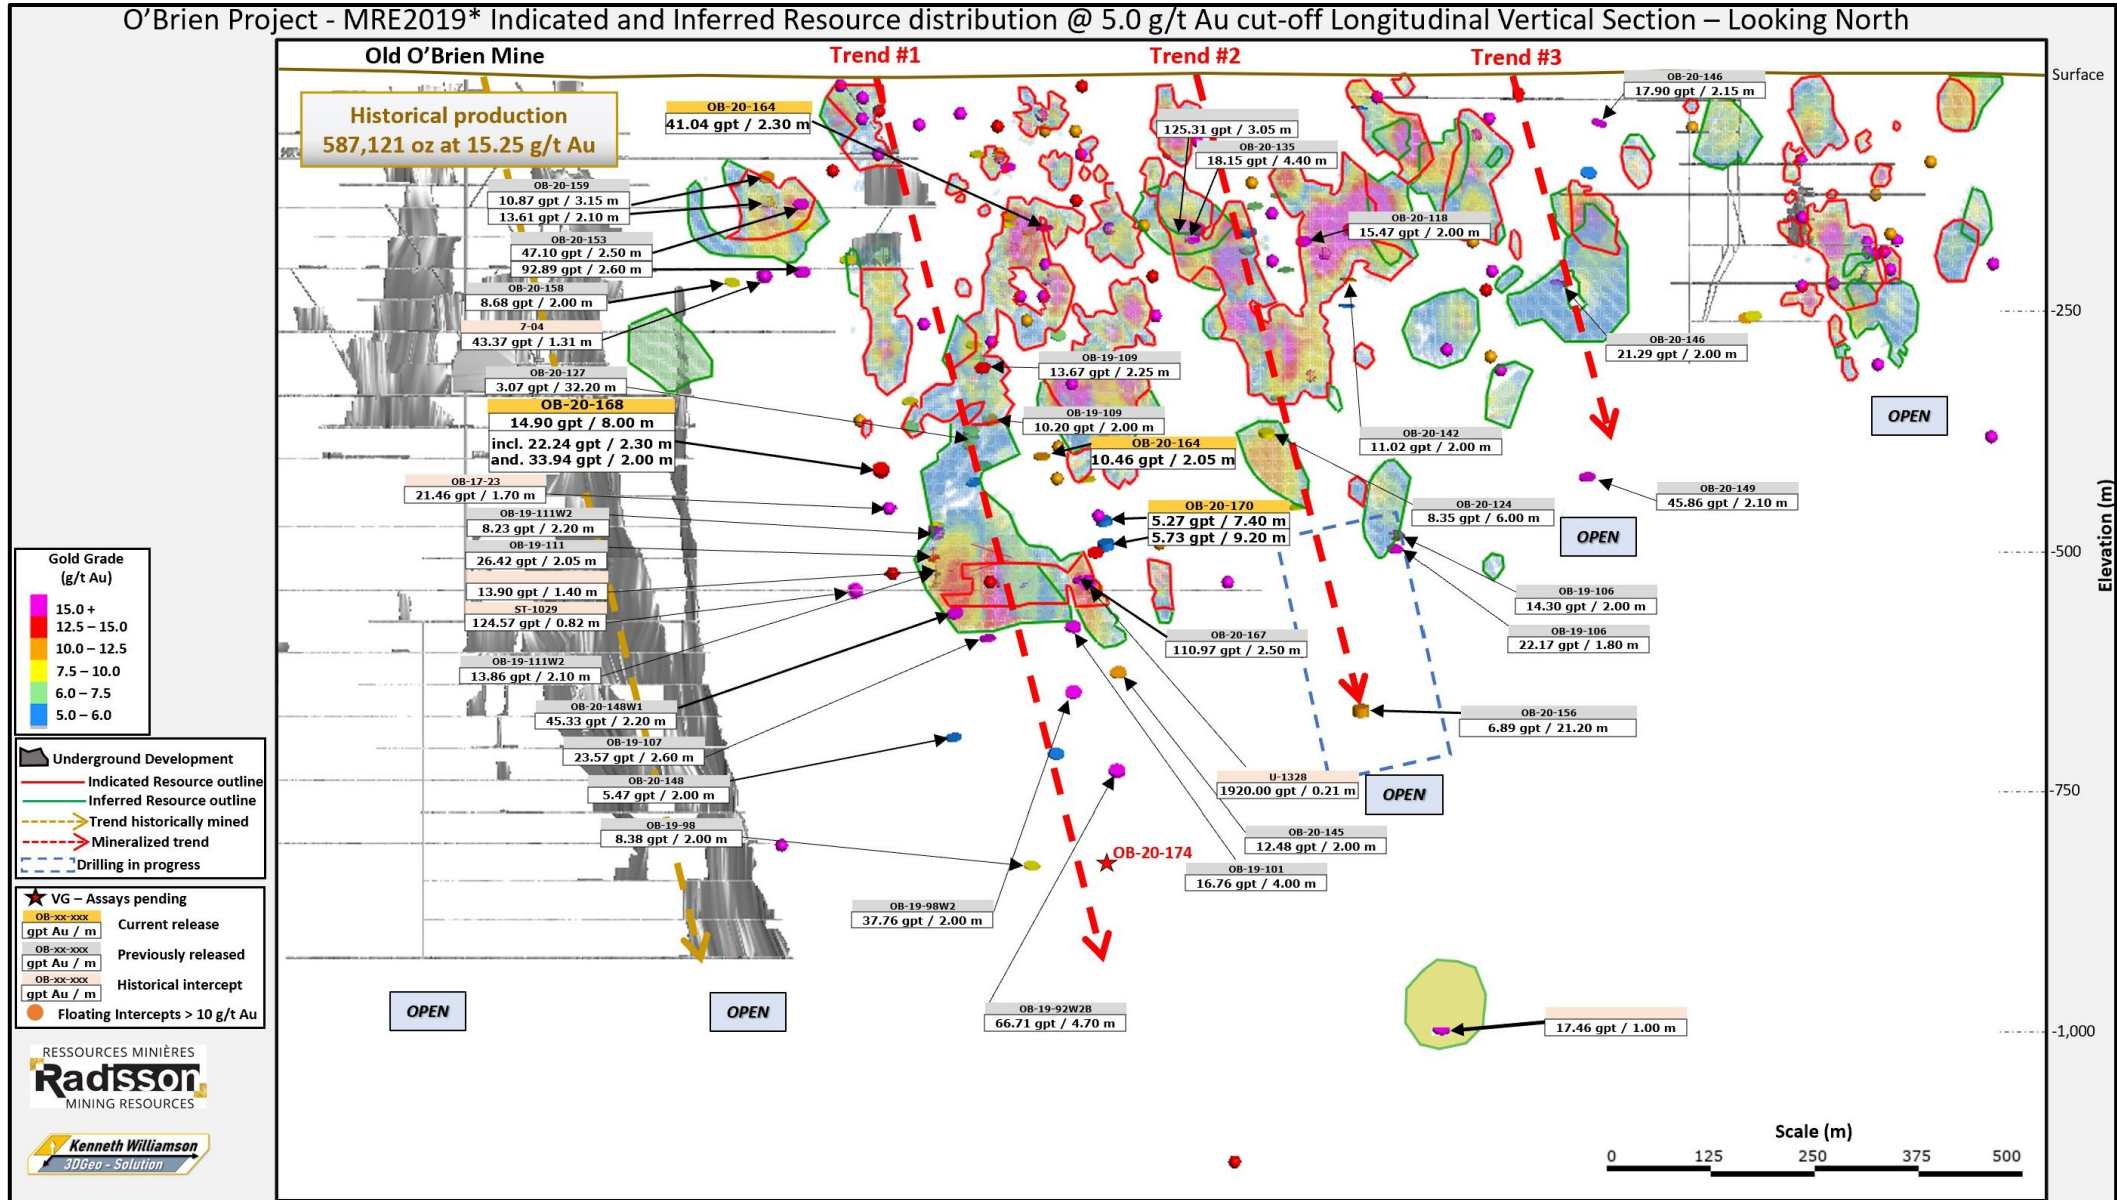 O'Brien Project - MRE2019* Indicated and Inferred Resource distribution @ 5.0 g/t Au cut-off Longitudinal Vertical Section – Looking North
Old O'Brien Mine
Trend #1
Trend #2
Trend #3
Surface
Historical production
587,121 oz at 15.25 g/t Au
OB-20-164
41.04 gpt / 2.30 m
125.31 gpt / 3.05 m
OB-20-135
18.15 gpt / 4.40 m
OB-20-146
17.90 gpt / 2.15 m
OB-20-159
10.87 gpt / 3.15 m
13.61 gpt / 2.10 m
OB-20-153
47.10 gpt / 2.50 m
92.89 gpt / 2.60 m
OB-20-158
8.68 gpt / 2.00 m
7-04
43.37 gpt / 1.31 m
OB-20-127
3.07 gpt / 32.20 m
OB-20-168
14.90 gpt / 8.00 m
incl. 22.24 gpt / 2.30 m
and. 33.94 gpt / 2.00 m
OB-17-23
21.46 gpt / 1.70 m
OB-19-111W2
8.23 gpt / 2.20 m
OB-19-111
26.42 gpt / 2.05 m
13.90 gpt / 1.40 m
ST-1029
124.57 gpt / 0.82 m
OB-19-111W2
13.86 gpt / 2.10 m
OB-20-148W1
45.33 gpt / 2.20 m
OB-19-107
23.57 gpt / 2.60 m
OB-20-148
5.47 gpt / 2.00 m
OB-19-98
8.38 gpt / 2.00 m
OB-20-118
15.47 gpt / 2.00 m
OB-19-109
13.67 gpt / 2.25 m
OB-19-109
10.20 gpt / 2.00 m
OB-20-164
10.46 gpt / 2.05 m
OB-20-170
5.27 gpt / 7.40 m
5.73 gpt / 9.20 m
OB-20-167
110.97 gpt / 2.50 m
OB-20-146
21.29 gpt / 2.00 m
OB-20-142
11.02 gpt / 2.00 m
OB-20-149
45.86 gpt / 2.10 m
OB-20-124
8.35 gpt / 6.00 m
OB-19-106
14.30 gpt / 2.00 m
OB-19-106
22.17 gpt / 1.80 m
OB-20-156
6.89 gpt / 21.20 m
U-1328
1920.00 gpt / 0.21 m
OB-20-145
12.48 gpt / 2.00 m
OB-19-101
16.76 gpt / 4.00 m
OB-20-174
OB-19-98W2
37.76 gpt / 2.00 m
OB-19-92W2B
66.71 gpt / 4.70 m
17.46 gpt / 1.00 m
OPEN
OPEN
OPEN
OPEN
OPEN
-250
-500
-750
-1,000
Elevation (m)
Gold Grade
(g/t Au)
15.0 +
12.5 – 15.0
10.0 – 12.5
7.5 – 10.0
6.0 – 7.5
5.0 – 6.0
Underground Development
Indicated Resource outline
Inferred Resource outline
Trend historically mined
Mineralized trend
Drilling in progress
VG – Assays pending
OB-xx-xxx
gpt Au / m
Current release
OB-xx-xxx
gpt Au / m
Previously released
OB-xx-xxx
gpt Au / m
Historical intercept
Floating Intercepts > 10 g/t Au
RESSOURCES MINIÈRES
Radisson
MINING RESOURCES
Kenneth Williamson
3DGeo - Solution
Scale (m)
0 125 250 375 500